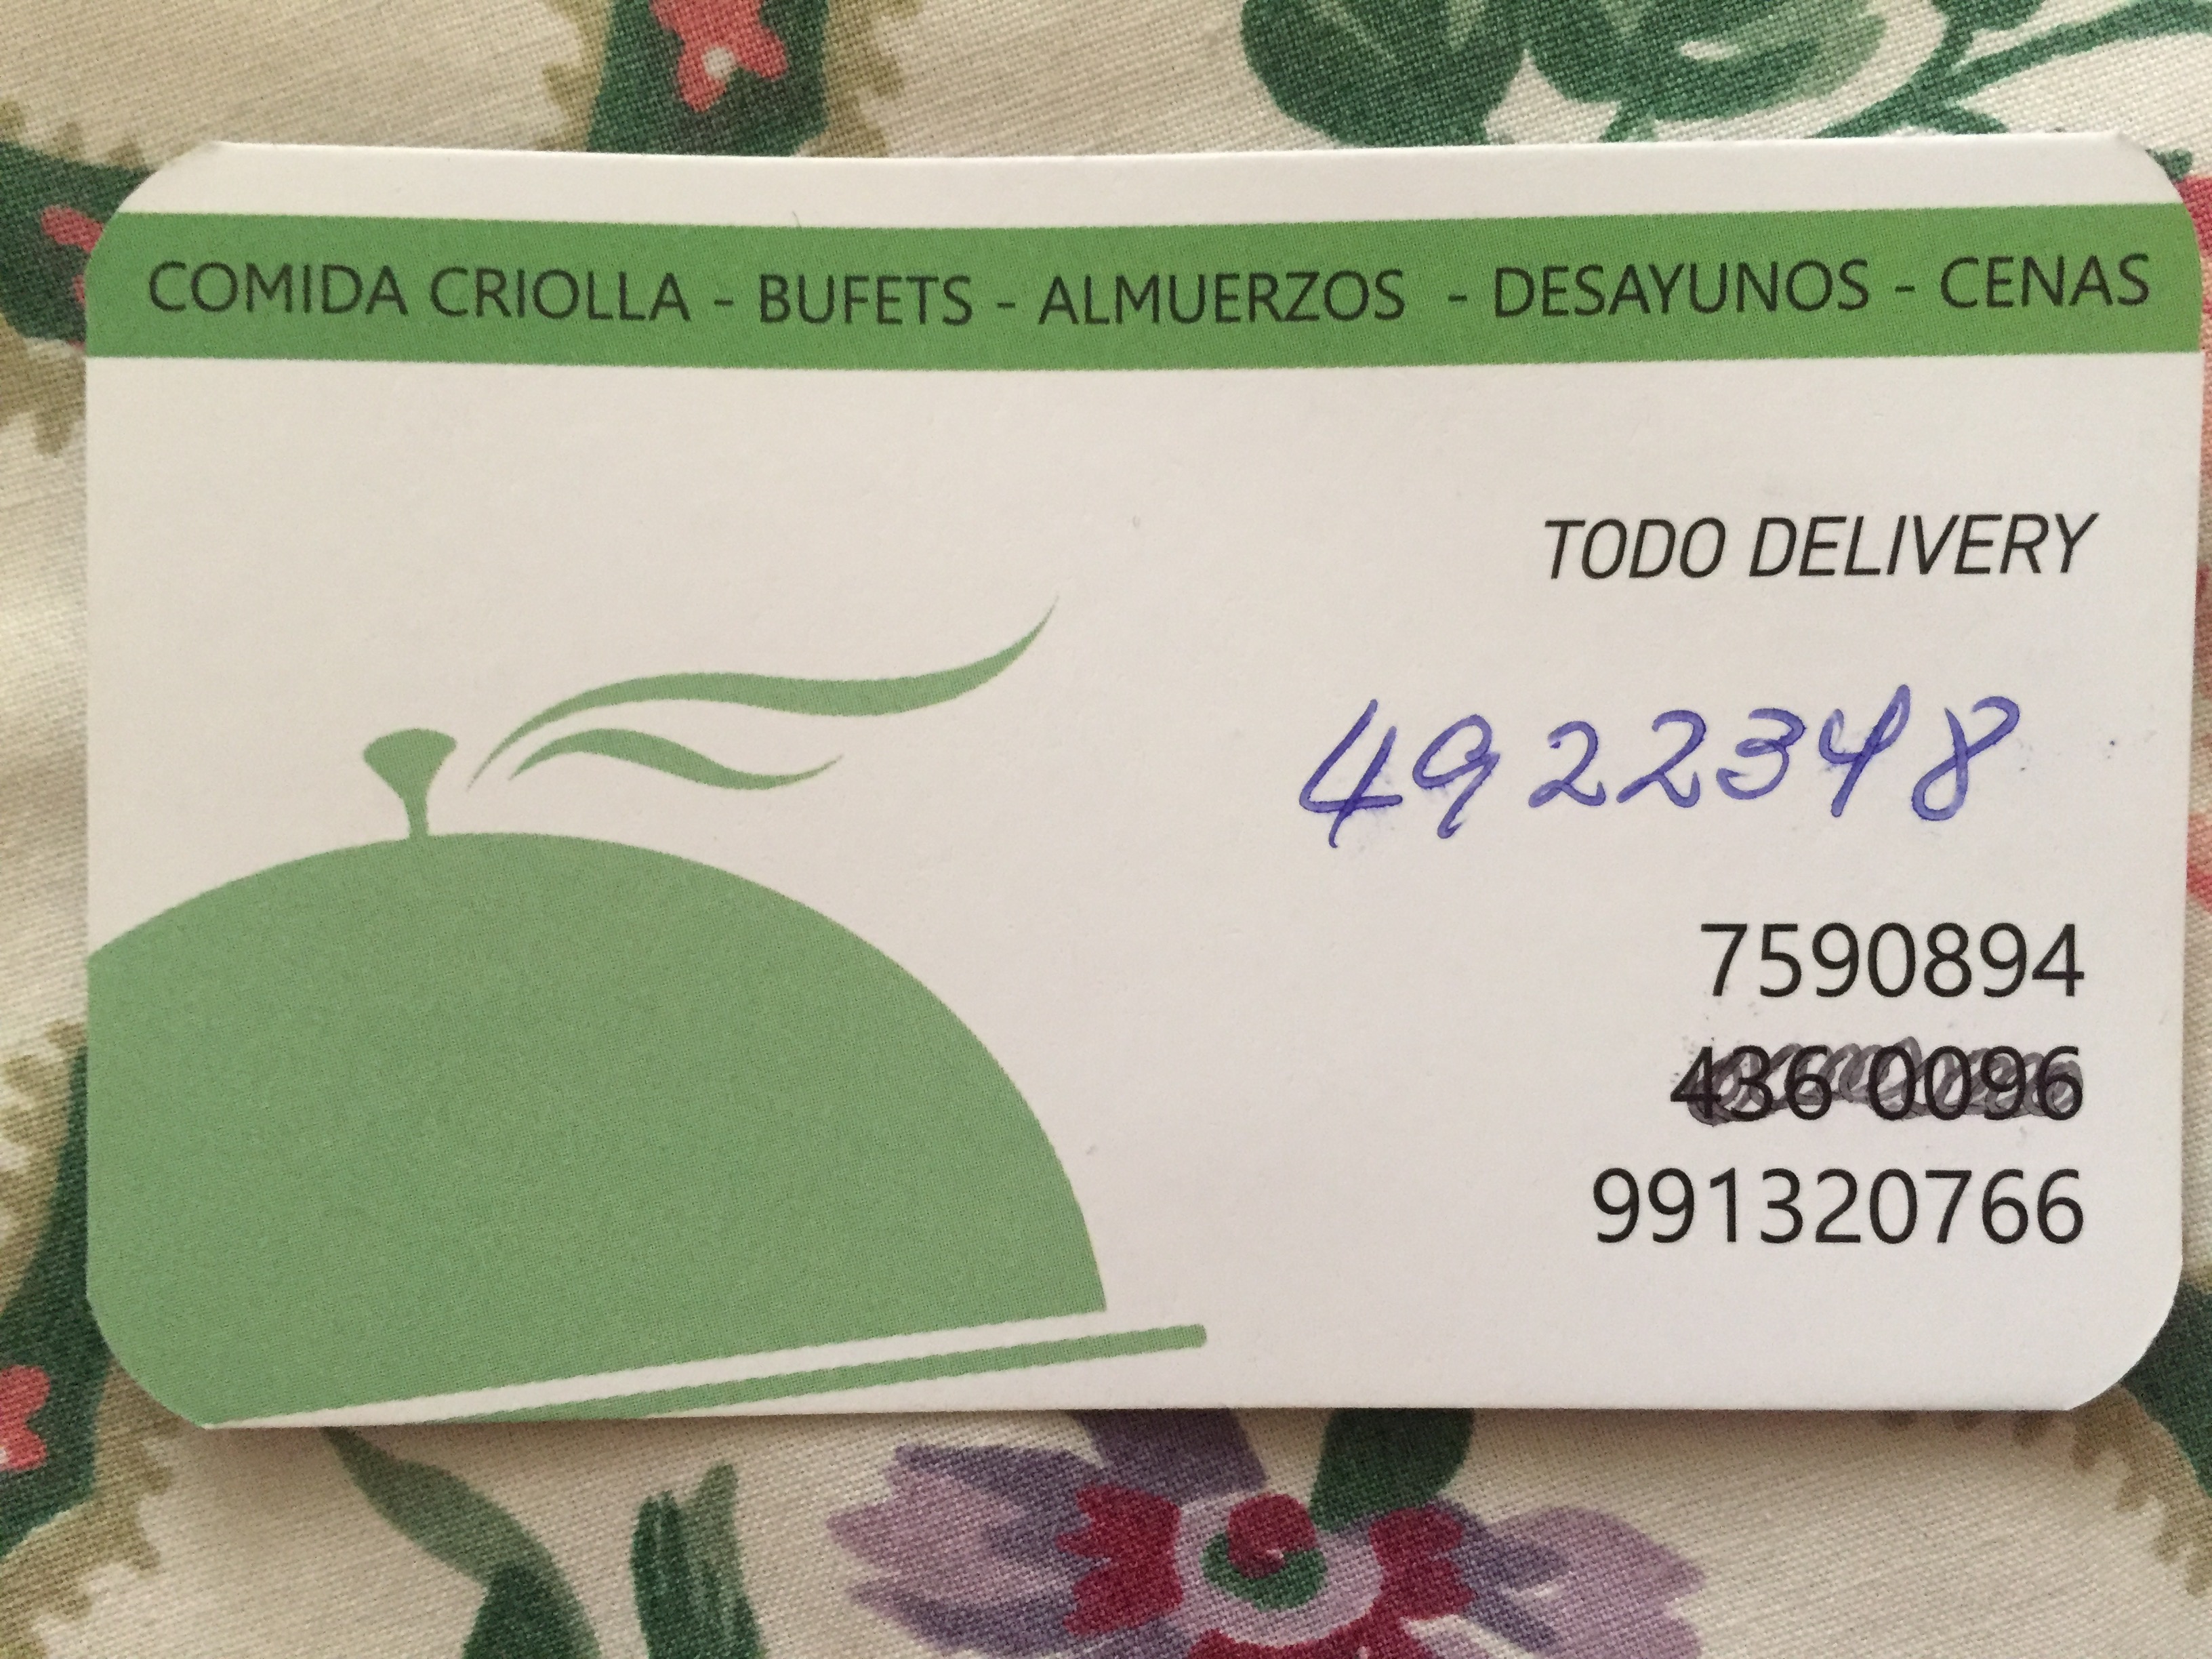 COMIDA CRIOLLA - BUFETS - ALMUERZOS - DESAYUNOS - CENAS
TODO DELIVERY
4922348
7590894
436 0096
991320766